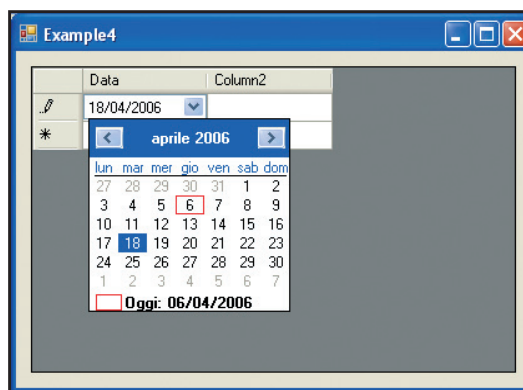 Example4
Data Column2
18/04/2006
aprile 2006
lun mar mer gio ven sab dom
27 28 29 30 31 1 2
3 4 5 6 7 8 9
10 11 12 13 14 15 16
17 18 19 20 21 22 23
24 25 26 27 28 29 30
1 2 3 4 5 6 7
Oggi: 06/04/2006